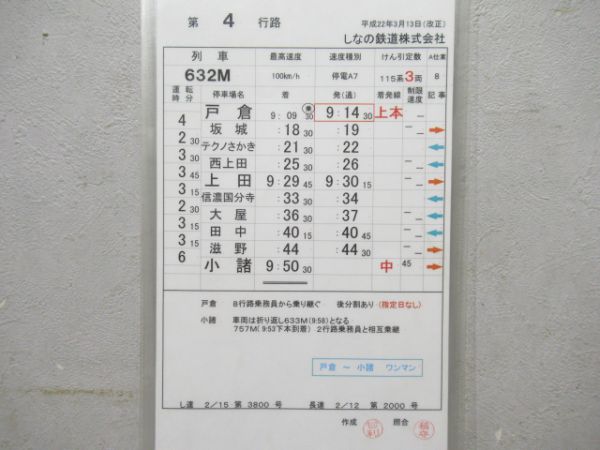 第 4 行路 平成22年3月13日(改正)
しなの鉄道株式会社
列車 最高速度 速度種別 けん引定数 A仕業
632M 100km/h 停電A7 115系3両 8
運転時分 停車場名 着 発(通) 着発線 制限速度 記事
4 戸倉 9:09 30 9:14 30 上本 –
2 30 坂城 :18 30 :19 – – →
3 テクノさかき :21 30 :22 ←
3 30 西上田 :25 30 :26 – – ←
3 15 上田 9:29 45 9:30 15 – – →
2 30 信濃国分寺 :33 30 :34 ←
3 大屋 :36 30 :37 – – ←
3 15 田中 :40 15 :40 45 – – ←
3 15 滋野 :44 :44 30 – – →
6 小諸 9:50 30 中 45 – →
戸倉 8行路乗務員から乗り継ぐ 後分割あり (指定日なし)
小諸 車両は折り返し633M(9:58)となる
757M(9:53下本到着) 2行路乗務員と相互乗継
戸倉 ~ 小諸 ワンマン
し達 2/15 第 3800 号 長達 2/12 第 2000 号
作成 照合